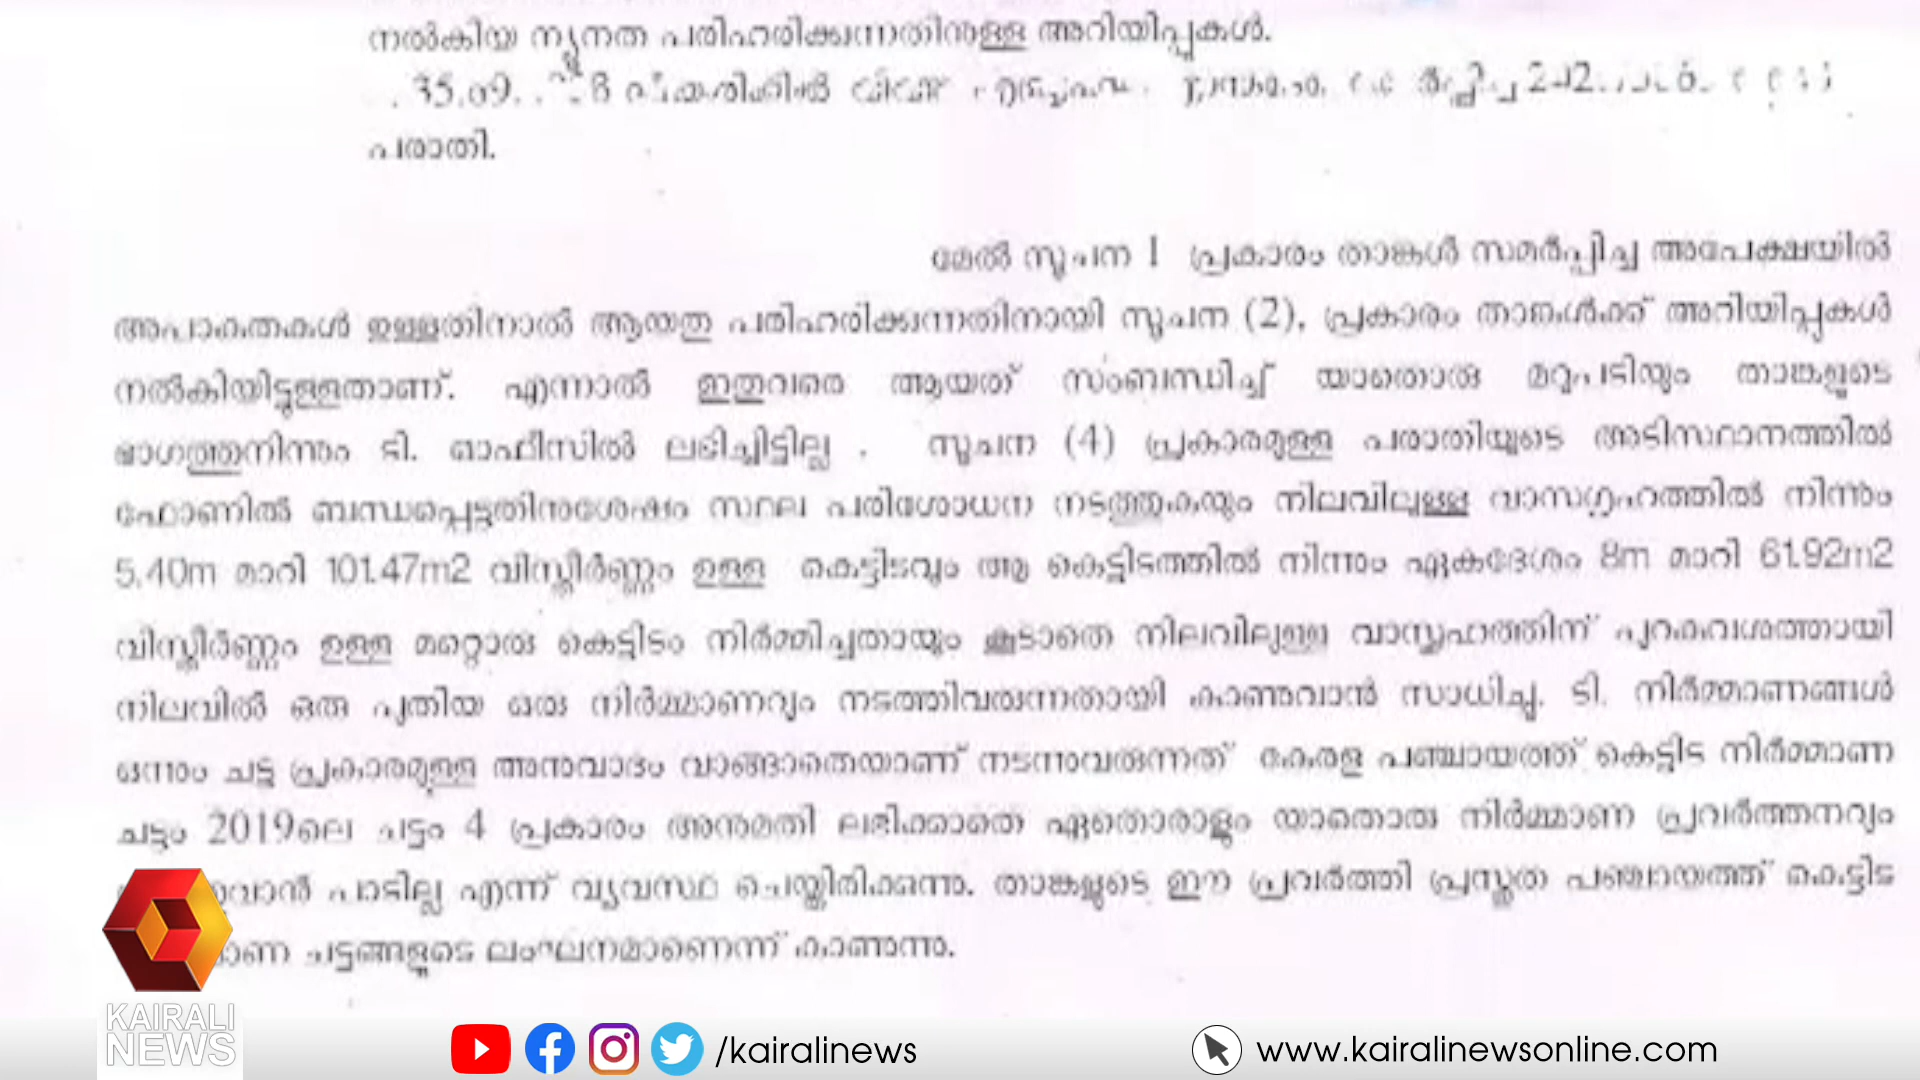 നൽകിയ ന്യൂനത പരിഹരിക്കുന്നതിനുള്ള അറിയിപ്പുകൾ.
പരാതി.
മേൽ സൂചന 1 പ്രകാരം താങ്കൾ സമർപ്പിച്ച അപേക്ഷയിൽ
അപാകതകൾ ഉള്ളതിനാൽ ആയതു പരിഹരിക്കുന്നതിനായി സൂചന (2), പ്രകാരം താങ്കൾക്ക് അറിയിപ്പുകൾ
നൽകിയിട്ടുള്ളതാണ്. എന്നാൽ ഇതുവരെ ആയത് സംബന്ധിച്ച് യാതൊരു മറുപടിയും താങ്കളുടെ
ഭാഗത്തുനിന്നും ടി. ഓഫീസിൽ ലഭിച്ചിട്ടില്ല . സൂചന (4) പ്രകാരമുള്ള പരാതിയുടെ അടിസ്ഥാനത്തിൽ
ഫോണിൽ ബന്ധപ്പെട്ടതിനുശേഷം സ്ഥല പരിശോധന നടത്തുകയും നിലവിലുള്ള വാസഗൃഹത്തിൽ നിന്നും
5.40m മാറി 101.47m2 വിസ്തീർണ്ണം ഉള്ള കെട്ടിടവും ആ കെട്ടിടത്തിൽ നിന്നും ഏകദേശം 8m മാറി 61.92m2
വിസ്തീർണ്ണം ഉള്ള മറ്റൊരു കെട്ടിടം നിർമ്മിച്ചതായും കൂടാതെ നിലവിലുള്ള പുറകുവശത്തായി
നിലവിൽ ഒരു പുതിയ ഒരു നിർമ്മാണവും നടത്തിവരുന്നതായി കാണുവാൻ സാധിച്ചു. ടി. നിർമ്മാണങ്ങൾ
ഒന്നും ചട്ട പ്രകാരമുള്ള അനുവാദം വാങ്ങാതെയാണ് നടന്നുവരുന്നത് കേരള പഞ്ചായത്ത് കെട്ടിട നിർമ്മാണ
ചട്ടം 2019ലെ ചട്ടം 4 പ്രകാരം അനുമതി ലഭിക്കാതെ ഏതൊരാളും യാതൊരു നിർമ്മാണ പ്രവർത്തനവും
പാടില്ല എന്ന് വ്യവസ്ഥ ചെയ്തിരിക്കുന്നു. താങ്കളുടെ ഈ പ്രവർത്തി പ്രസ്തുത പഞ്ചായത്ത് കെട്ടിട
ചട്ടങ്ങളുടെ ലംഘനമാണെന്ന് കാണുന്നു.
KAIRALI
NEWS
/kairalinews
www.kairalinewsonline.com